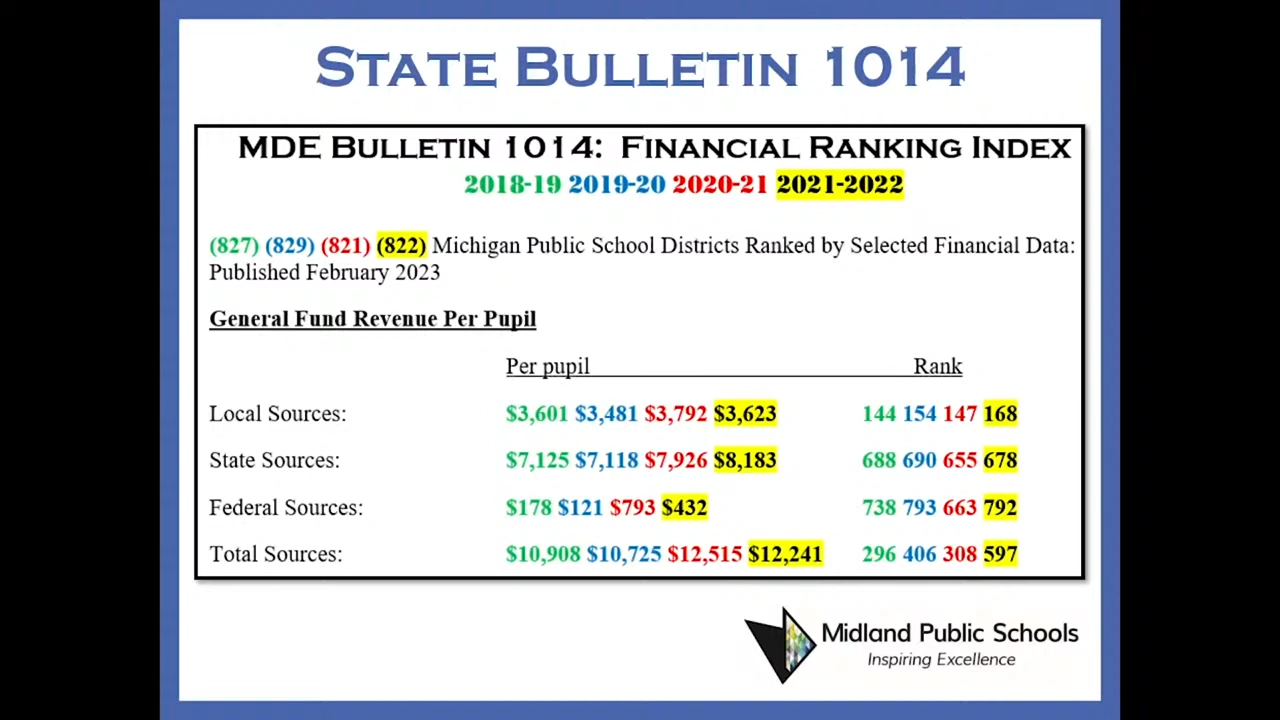 STATE BULLETIN 1014
MDE BULLETIN 1014: FINANCIAL RANKING INDEX
2018-19 2019-20 2020-21 2021-2022
(827) (829) (821) (822) Michigan Public School Districts Ranked by Selected Financial Data:
Published February 2023
General Fund Revenue Per Pupil
Per pupil Rank
Local Sources: $3,601 $3,481 $3,792 $3,623 144 154 147 168
State Sources: $7,125 $7,118 $7,926 $8,183 688 690 655 678
Federal Sources: $178 $121 $793 $432 738 793 663 792
Total Sources: $10,908 $10,725 $12,515 $12,241 296 406 308 597
Midland Public Schools
Inspiring Excellence